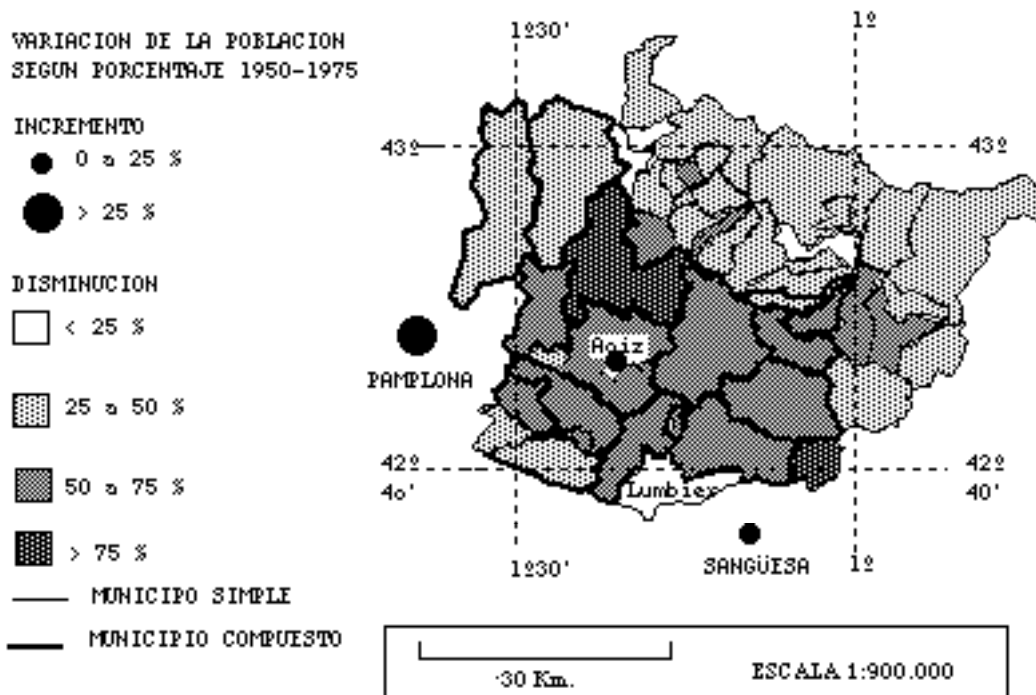 VARIACION DE LA POBLACION
SEGUN PORCENTAJE 1950-1975
INCREMENTO
0 a 25 %
> 25 %
DISMINUCION
< 25 %
25 a 50 %
50 a 75 %
> 75 %
MUNICIPO SIMPLE
MUNICIPIO COMPUESTO
1º30'
1º
43º
43º
Aoiz
PAMPLONA
42º
40'
42º
40'
Lumbier
SANGÜESA
1º30'
1º
30 Km.
ESCALA 1:900.000